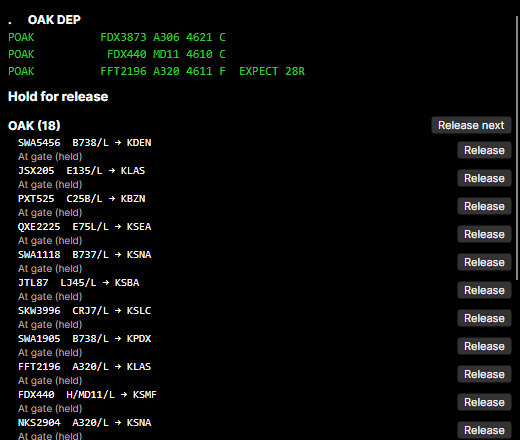 . OAK DEP
POAK FDX3873 A306 4621 C
POAK FDX440 MD11 4610 C
POAK FFT2196 A320 4611 F EXPECT 28R
Hold for release
OAK (18) Release next
SWA5456 B738/L → KDEN
At gate (held) Release
JSX205 E135/L → KLAS
At gate (held) Release
PXT525 C25B/L → KBZN
At gate (held) Release
QXE2225 E75L/L → KSEA
At gate (held) Release
SWA1118 B737/L → KSNA
At gate (held) Release
JTL87 LJ45/L → KSBA
At gate (held) Release
SKW3996 CRJ7/L → KSLC
At gate (held) Release
SWA1905 B738/L → KPDX
At gate (held) Release
FFT2196 A320/L → KLAS
At gate (held) Release
FDX440 H/MD11/L → KSMF
At gate (held) Release
NKS2904 A320/L → KSNA
At gate (held) Release